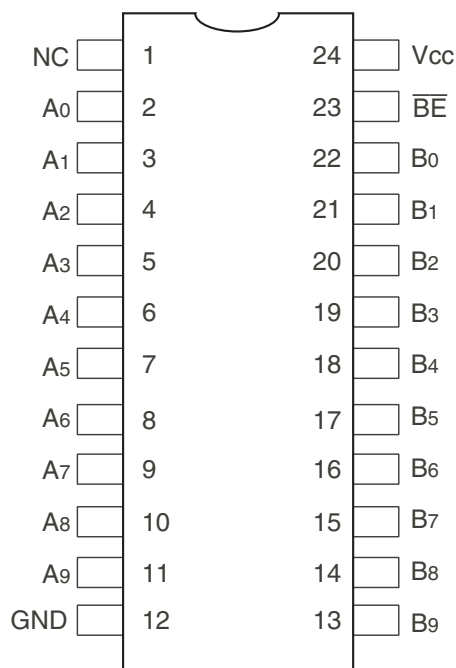 NC 1 24 Vcc
A0 2 23 B̅E̅
A1 3 22 B0
A2 4 21 B1
A3 5 20 B2
A4 6 19 B3
A5 7 18 B4
A6 8 17 B5
A7 9 16 B6
A8 10 15 B7
A9 11 14 B8
GND 12 13 B9